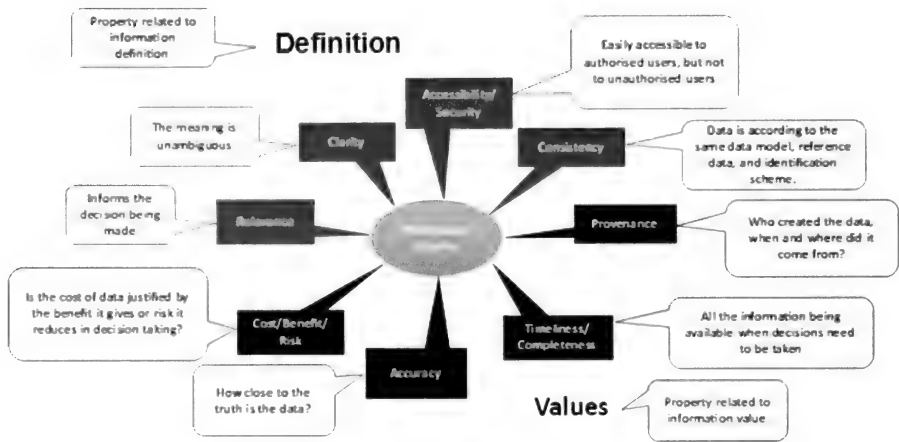 Property related to
information
definition
Definition
Easily accessible to
authorised users, but not
to unauthorised users
Accessibility/
Security
The meaning is
unambiguous
Clarity
Consistency
Data is according to the
same data model, reference
data, and identification
scheme.
Informs the
decision being
made
Relevance
Provenance
Who created the data,
when and where did it
come from?
Is the cost of data justified by
the benefit it gives or risk it
reduces in decision taking?
Cost/Benefit/
Risk
Timeliness/
Completeness
All the information being
available when decisions need
to be taken
Accuracy
How close to the
truth is the data?
Values
Property related to
information value